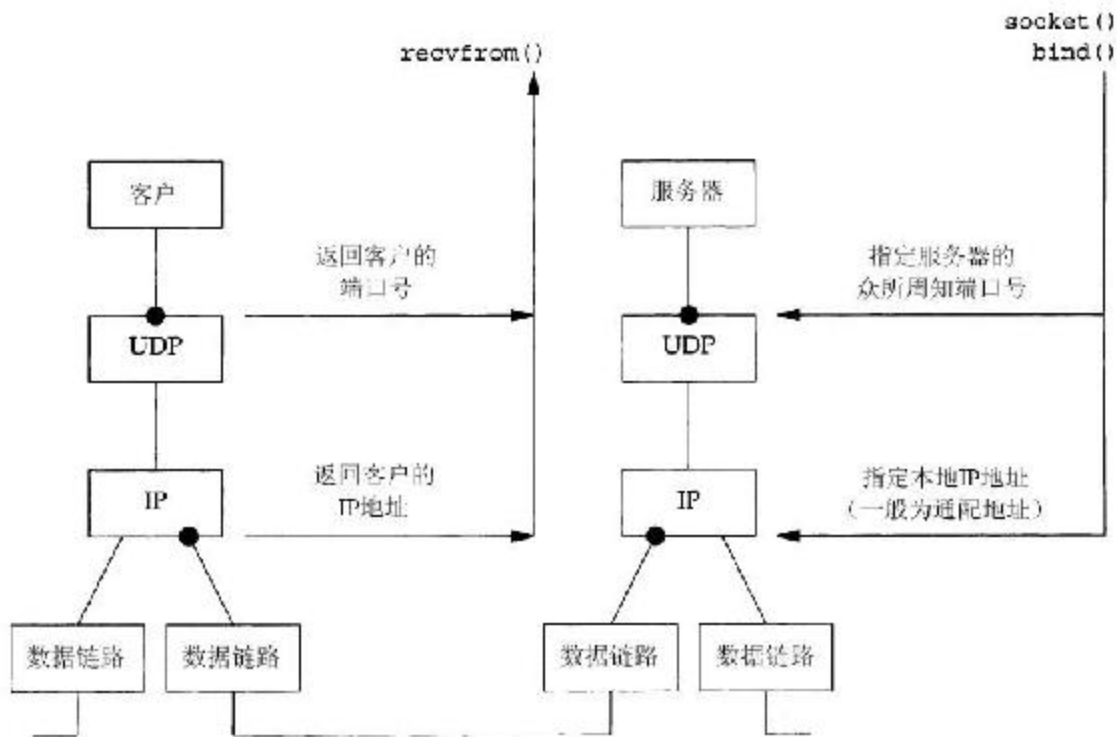 socket()
recvfrom()
bind()
客户
服务器
返回客户的
端口号
指定服务器的
众所周知端口号
UDP
UDP
返回客户的
IP地址
指定本地IP地址
（一般为通配地址）
IP
IP
数据链路
数据链路
数据链路
数据链路